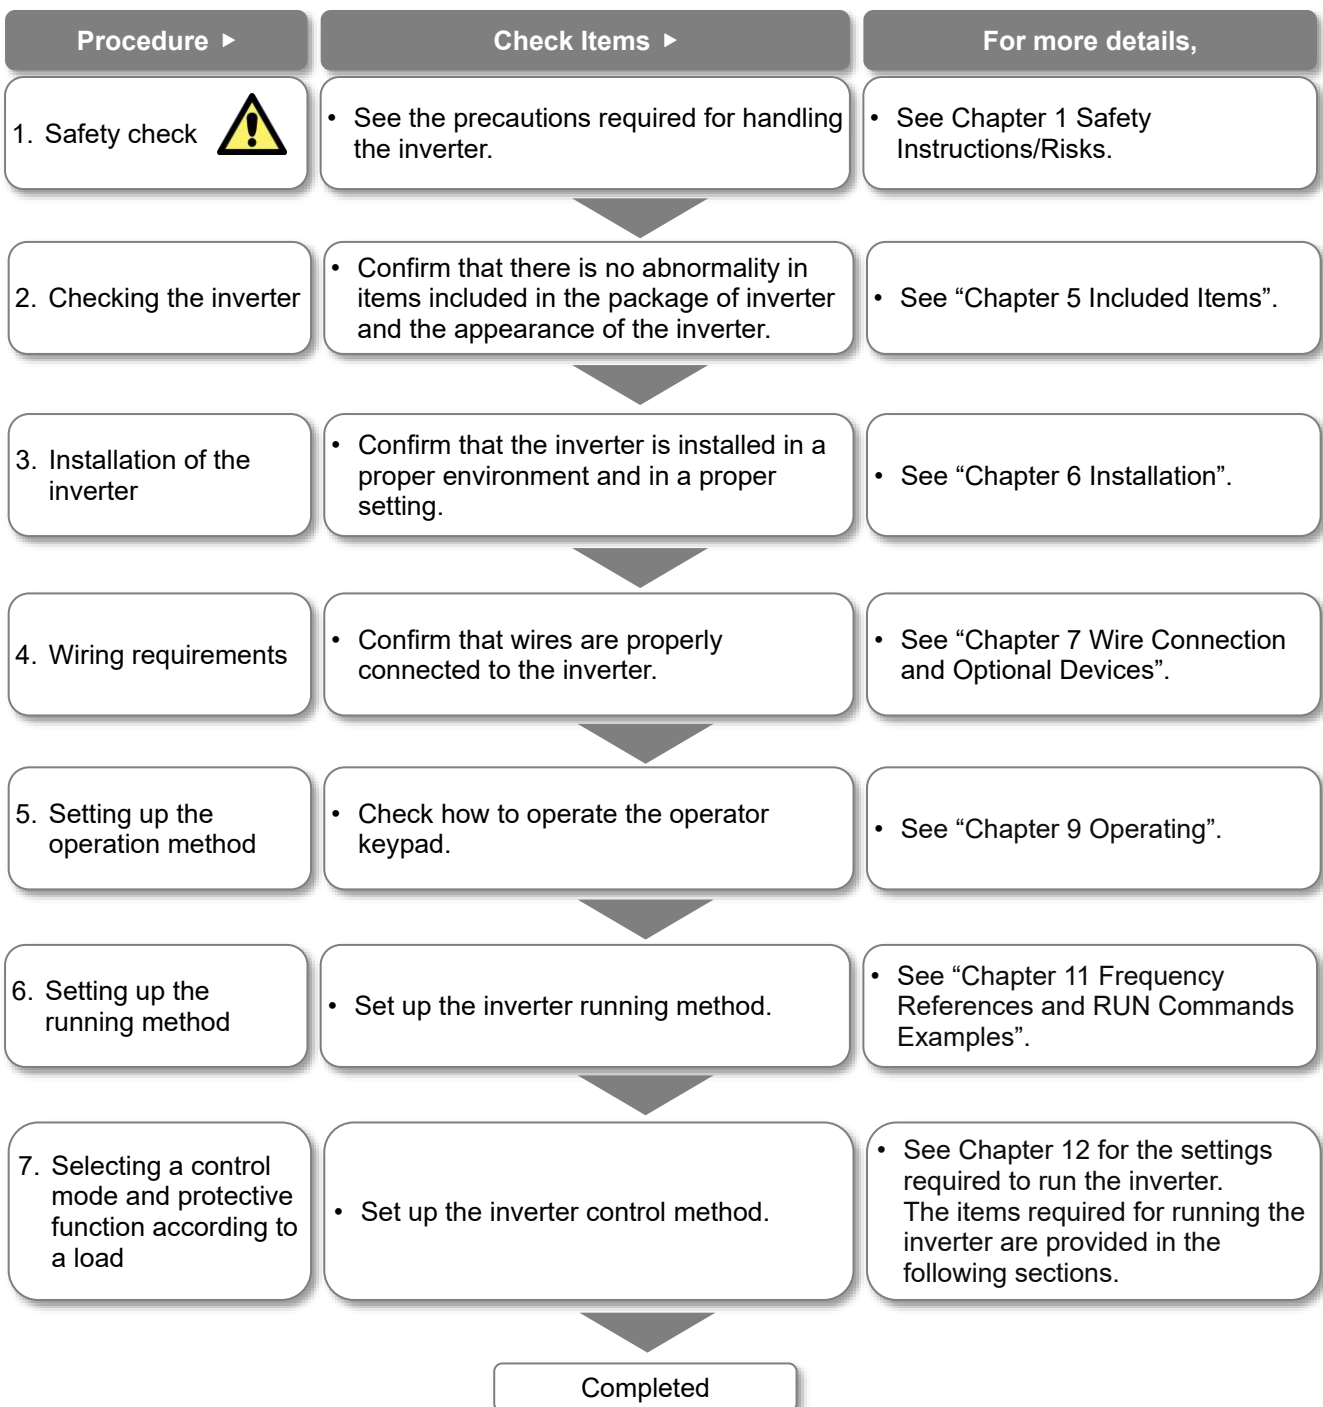 Procedure ▶
Check Items ▶
For more details,
1. Safety check
• See the precautions required for handling
the inverter.
• See Chapter 1 Safety
Instructions/Risks.
2. Checking the inverter
• Confirm that there is no abnormality in
items included in the package of inverter
and the appearance of the inverter.
• See “Chapter 5 Included Items”.
3. Installation of the
inverter
• Confirm that the inverter is installed in a
proper environment and in a proper
setting.
• See “Chapter 6 Installation”.
4. Wiring requirements
• Confirm that wires are properly
connected to the inverter.
• See “Chapter 7 Wire Connection
and Optional Devices”.
5. Setting up the
operation method
• Check how to operate the operator
keypad.
• See “Chapter 9 Operating”.
6. Setting up the
running method
• Set up the inverter running method.
• See “Chapter 11 Frequency
References and RUN Commands
Examples”.
7. Selecting a control
mode and protective
function according to
a load
• Set up the inverter control method.
• See Chapter 12 for the settings
required to run the inverter.
The items required for running the
inverter are provided in the
following sections.
Completed